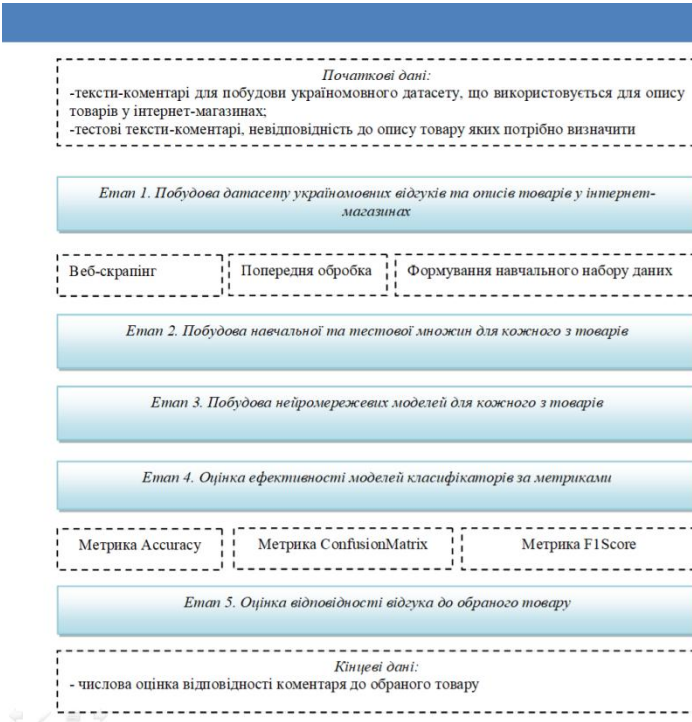 Початкові дані:
-тексти-коментарі для побудови україномовного датасету, що використовується для опису
товарів у інтернет-магазинах;
-тестові тексти-коментарі, невідповідність до опису товару яких потрібно визначити
Етап 1. Побудова датасету україномовних відгуків та описів товарів у інтернет-
магазинах
Веб-скрапінг
Попередня обробка
Формування навчального набору даних
Етап 2. Побудова навчальної та тестової множин для кожного з товарів
Етап 3. Побудова нейромережевих моделей для кожного з товарів
Етап 4. Оцінка ефективності моделей класифікаторів за метриками
Метрика Accuracy
Метрика ConfusionMatrix
Метрика F1Score
Етап 5. Оцінка відповідності відгука до обраного товару
Кінцеві дані:
- числова оцінка відповідності коментаря до обраного товару